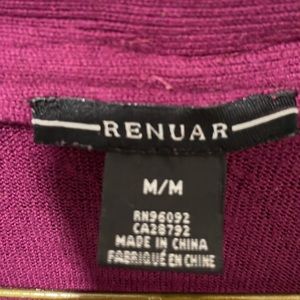 RENUAR
M/M
RN96092
CA28792
MADE IN CHINA
FABRIQUÉ EN CHINE